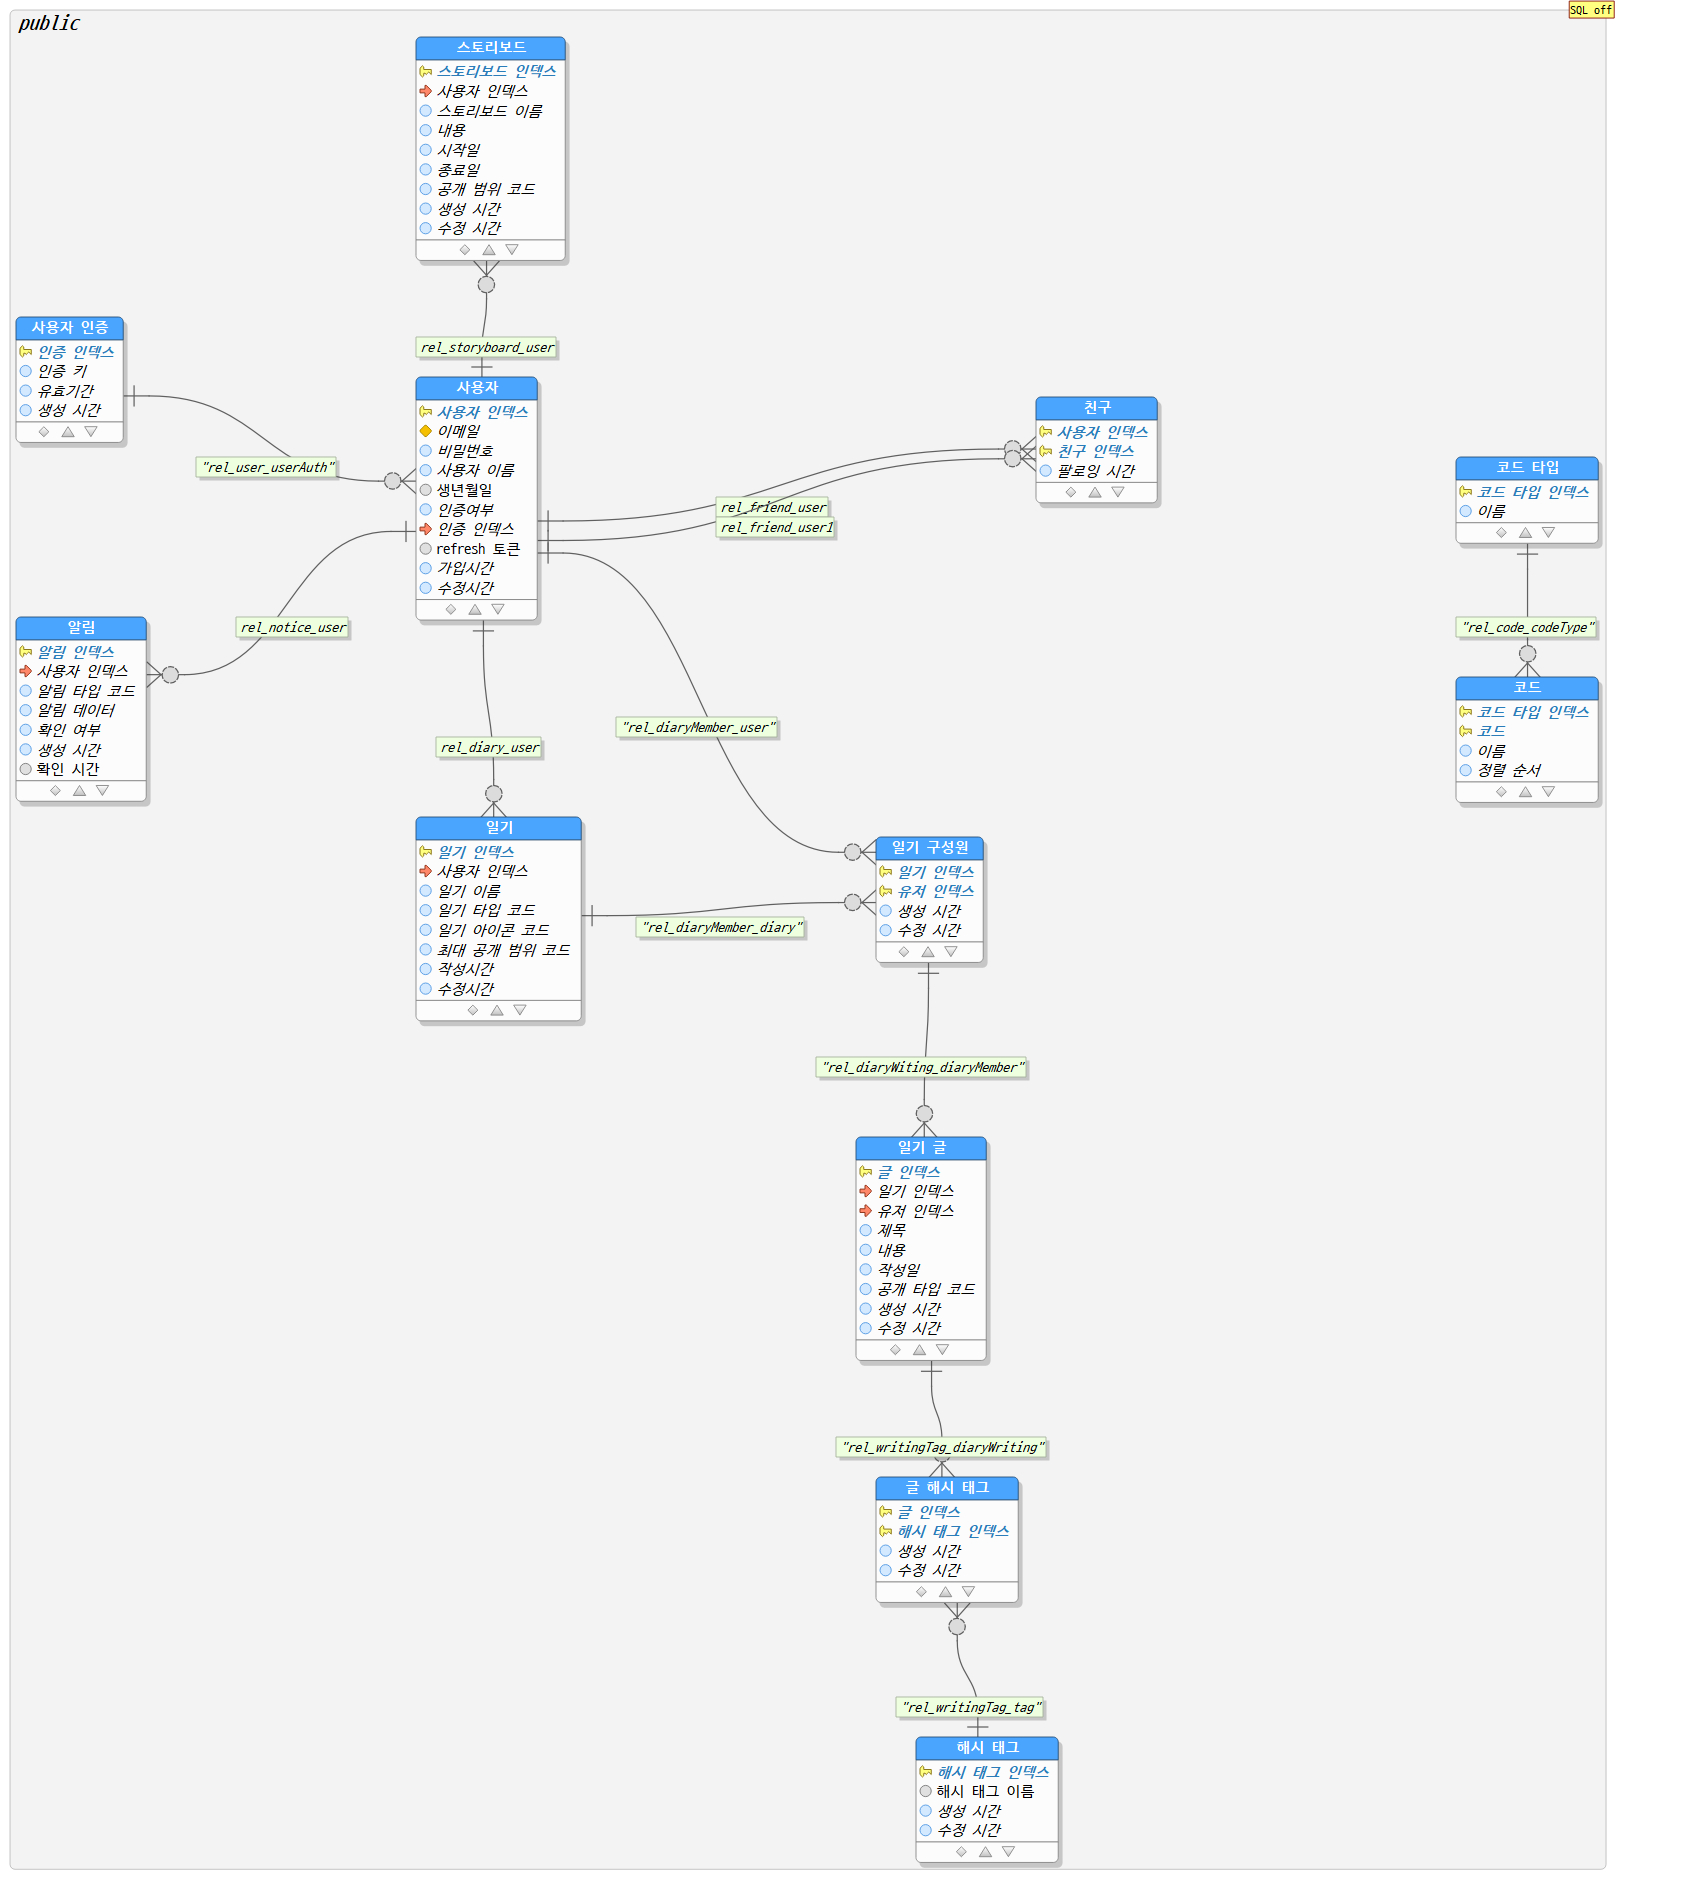 SQL off
public
스토리보드
스토리보드 인덱스
사용자 인덱스
스토리보드 이름
내용
시작일
종료일
공개 범위 코드
생성 시간
수정 시간
rel_storyboard_user
사용자 인증
인증 인덱스
인증 키
유효기간
생성 시간
"rel_user_userAuth"
사용자
사용자 인덱스
이메일
비밀번호
사용자 이름
생년월일
인증여부
인증 인덱스
refresh 토큰
가입시간
수정시간
친구
사용자 인덱스
친구 인덱스
팔로잉 시간
rel_friend_user
rel_friend_user1
코드 타입
코드 타입 인덱스
이름
"rel_code_codeType"
코드
코드 타입 인덱스
코드
이름
정렬 순서
rel_notice_user
알림
알림 인덱스
사용자 인덱스
알림 타입 코드
알림 데이터
확인 여부
생성 시간
확인 시간
"rel_diaryMember_user"
rel_diary_user
일기
일기 인덱스
사용자 인덱스
일기 이름
일기 타입 코드
일기 아이콘 코드
최대 공개 범위 코드
작성시간
수정시간
"rel_diaryMember_diary"
일기 구성원
일기 인덱스
유저 인덱스
생성 시간
수정 시간
"rel_diaryWiting_diaryMember"
일기 글
글 인덱스
일기 인덱스
유저 인덱스
제목
내용
작성일
공개 타입 코드
생성 시간
수정 시간
"rel_writingTag_diaryWriting"
글 해시 태그
글 인덱스
해시 태그 인덱스
생성 시간
수정 시간
"rel_writingTag_tag"
해시 태그
해시 태그 인덱스
해시 태그 이름
생성 시간
수정 시간